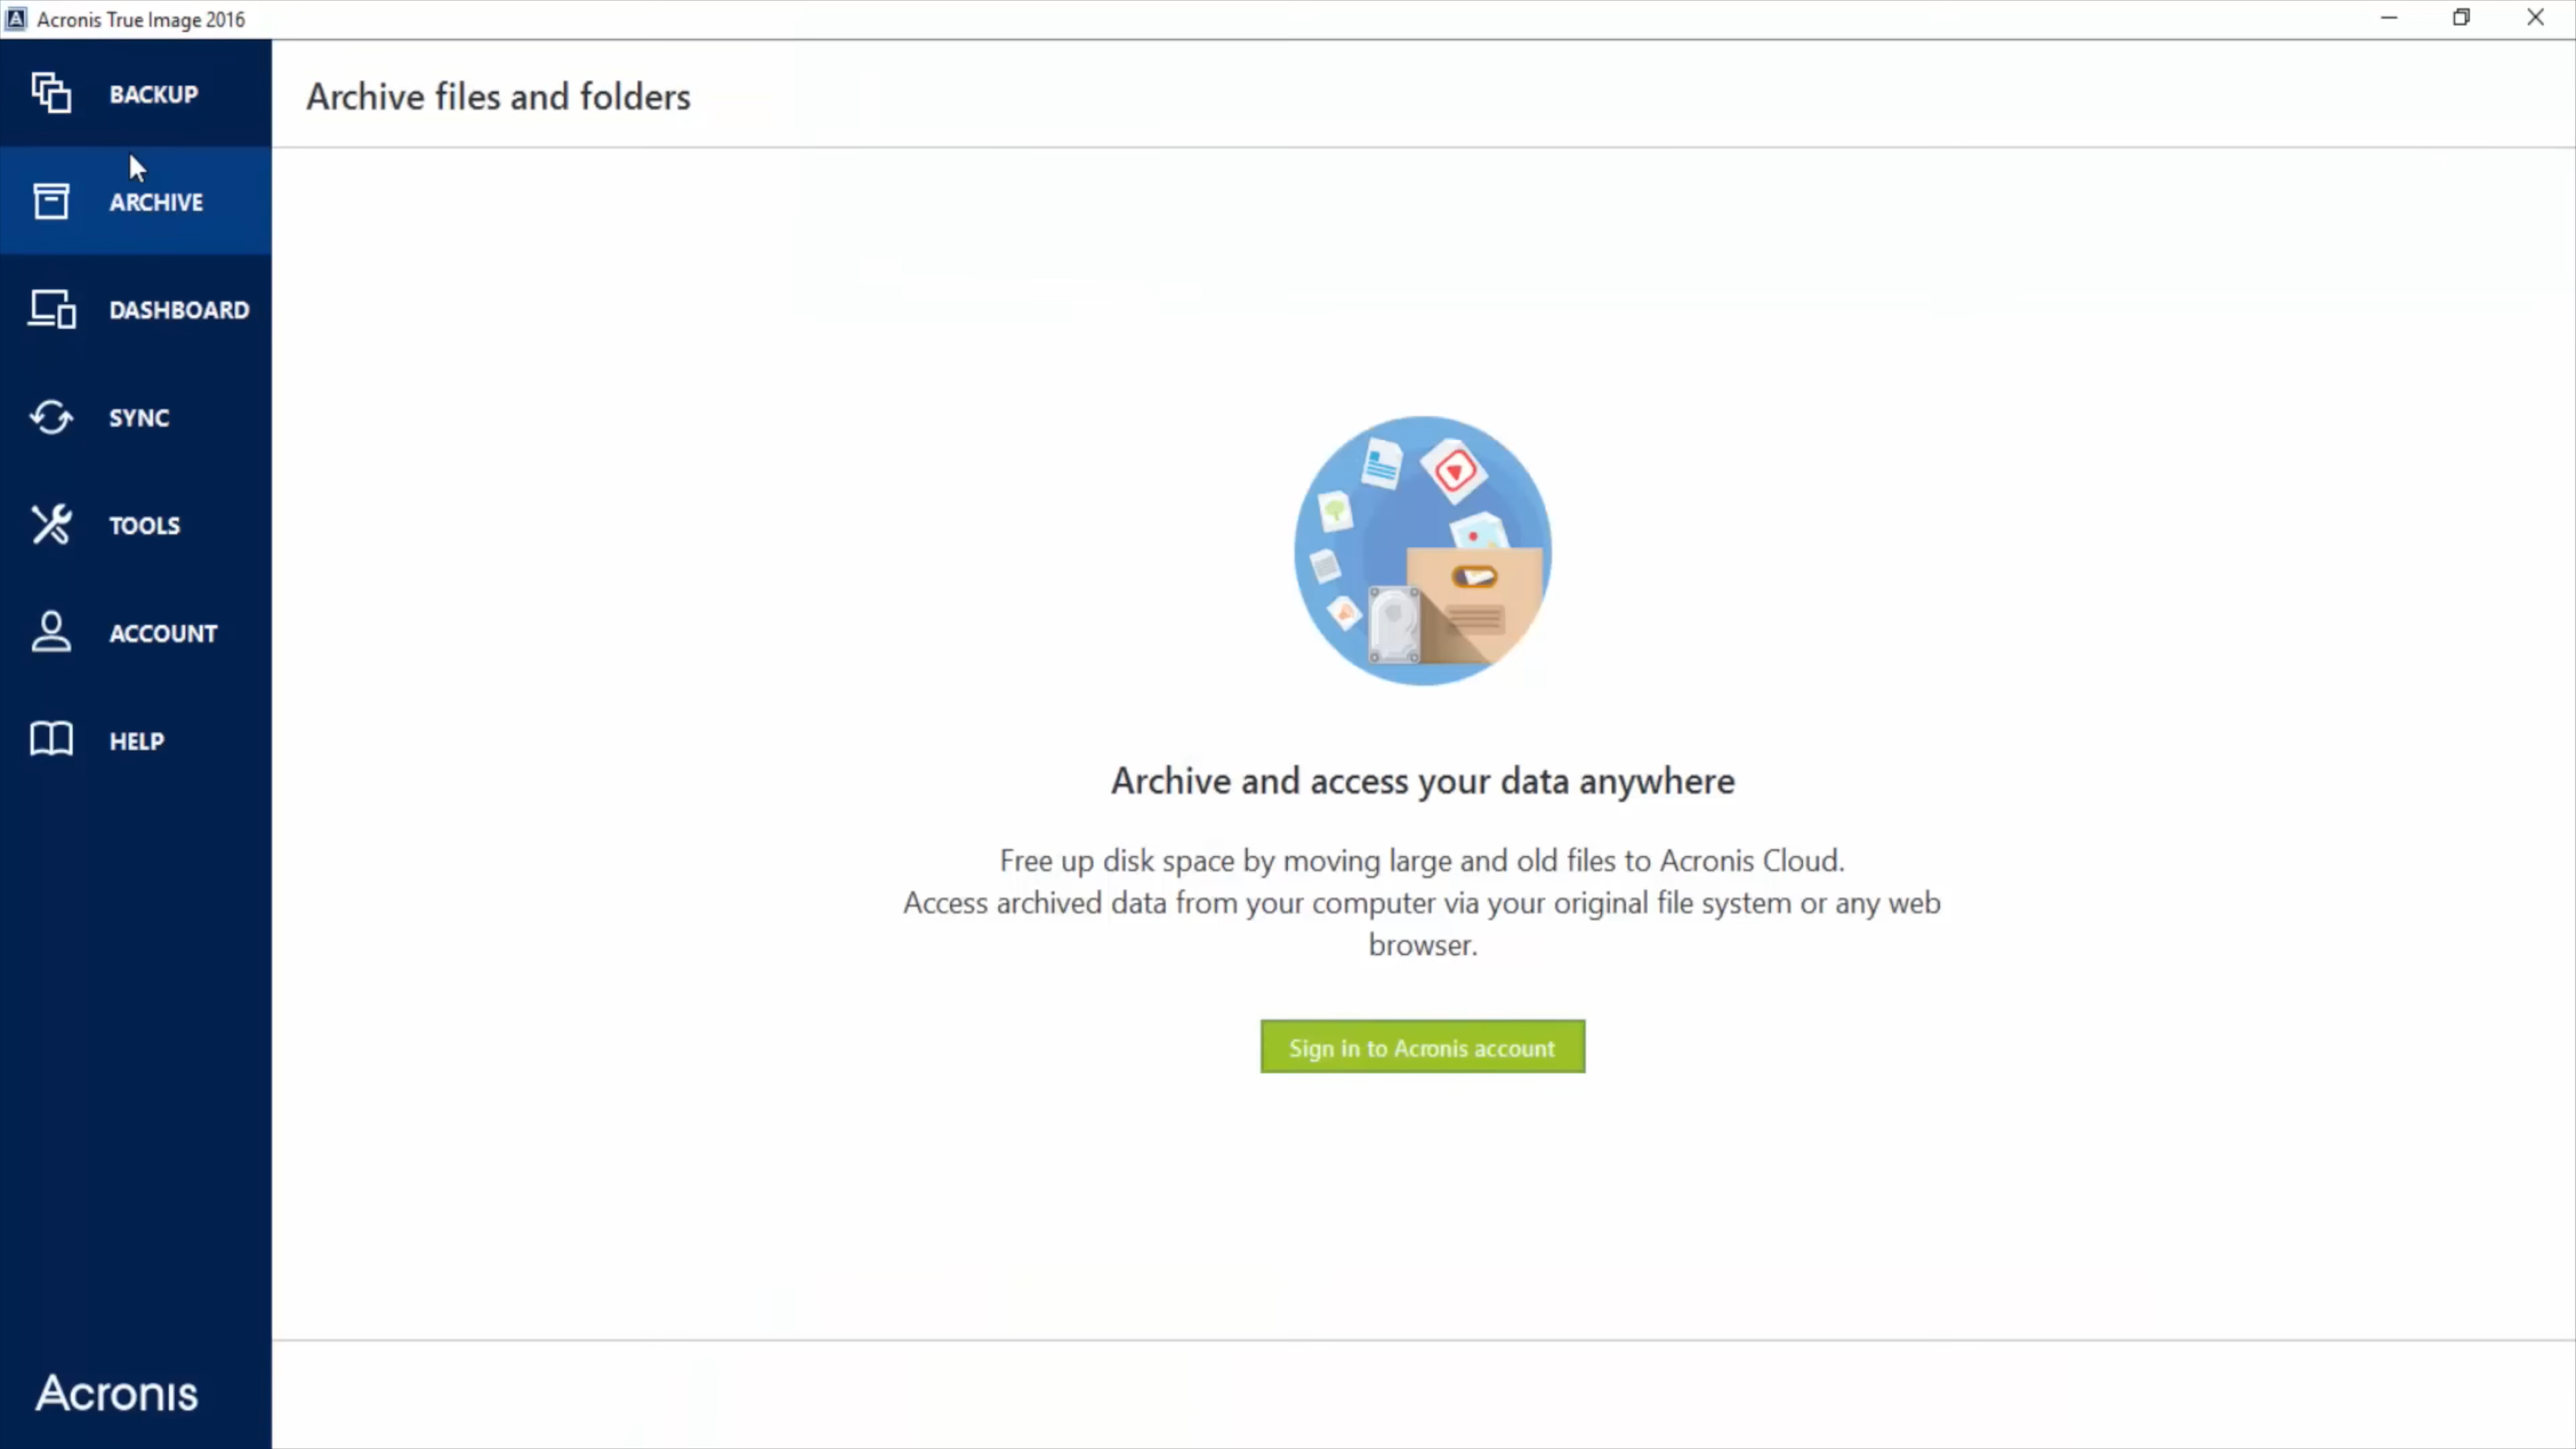 Acronis True Image 2016
BACKUP
ARCHIVE
DASHBOARD
SYNC
TOOLS
ACCOUNT
HELP
Acronis
Archive files and folders
Archive and access your data anywhere
Free up disk space by moving large and old files to Acronis Cloud.
Access archived data from your computer via your original file system or any web
browser.
Sign in to Acronis account